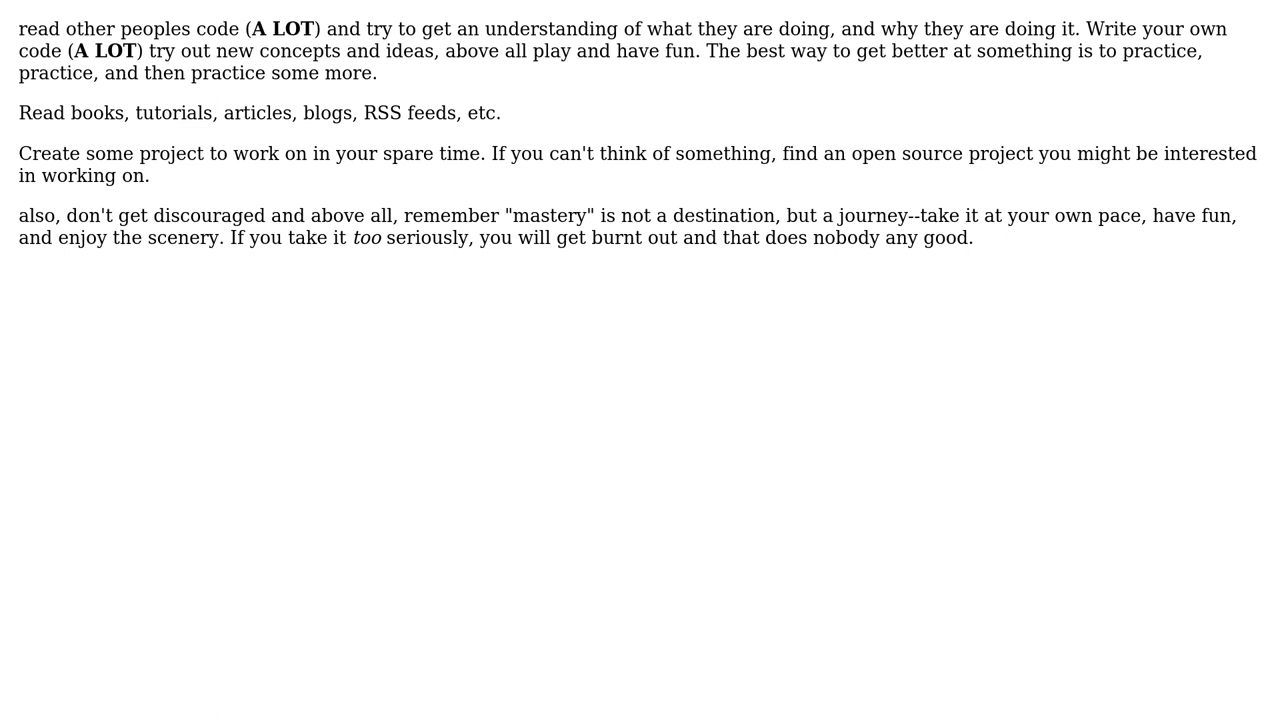 read other peoples code (A LOT) and try to get an understanding of what they are doing, and why they are doing it. Write your own
code (A LOT) try out new concepts and ideas, above all play and have fun. The best way to get better at something is to practice,
practice, and then practice some more.
Read books, tutorials, articles, blogs, RSS feeds, etc.
Create some project to work on in your spare time. If you can't think of something, find an open source project you might be interested
in working on.
also, don't get discouraged and above all, remember "mastery" is not a destination, but a journey--take it at your own pace, have fun,
and enjoy the scenery. If you take it too seriously, you will get burnt out and that does nobody any good.